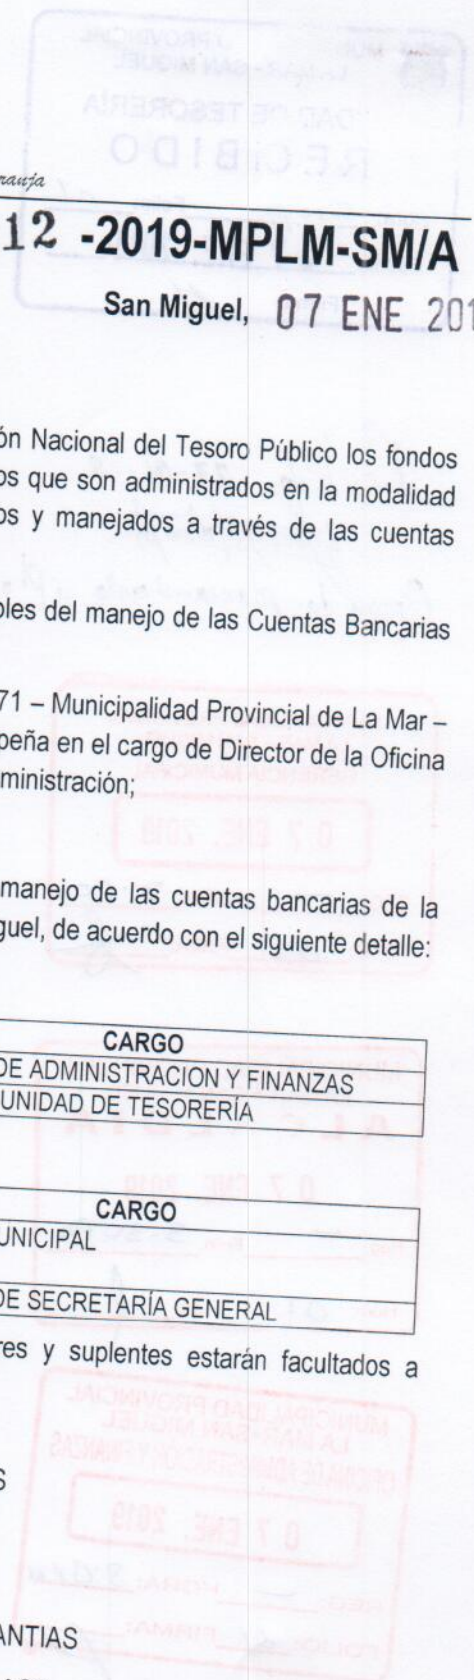 ranja
12 -2019-MPLM-SM/A
San Miguel, 07 ENE 201
ón Nacional del Tesoro Público los fondos
os que son administrados en la modalidad
os y manejados a través de las cuentas
bles del manejo de las Cuentas Bancarias
71 – Municipalidad Provincial de La Mar –
peña en el cargo de Director de la Oficina
dministración;
manejo de las cuentas bancarias de la
guel, de acuerdo con el siguiente detalle:
CARGO
DE ADMINISTRACION Y FINANZAS
UNIDAD DE TESORERÍA
CARGO
UNICIPAL
DE SECRETARÍA GENERAL
res y suplentes estarán facultados a
S
ANTIAS